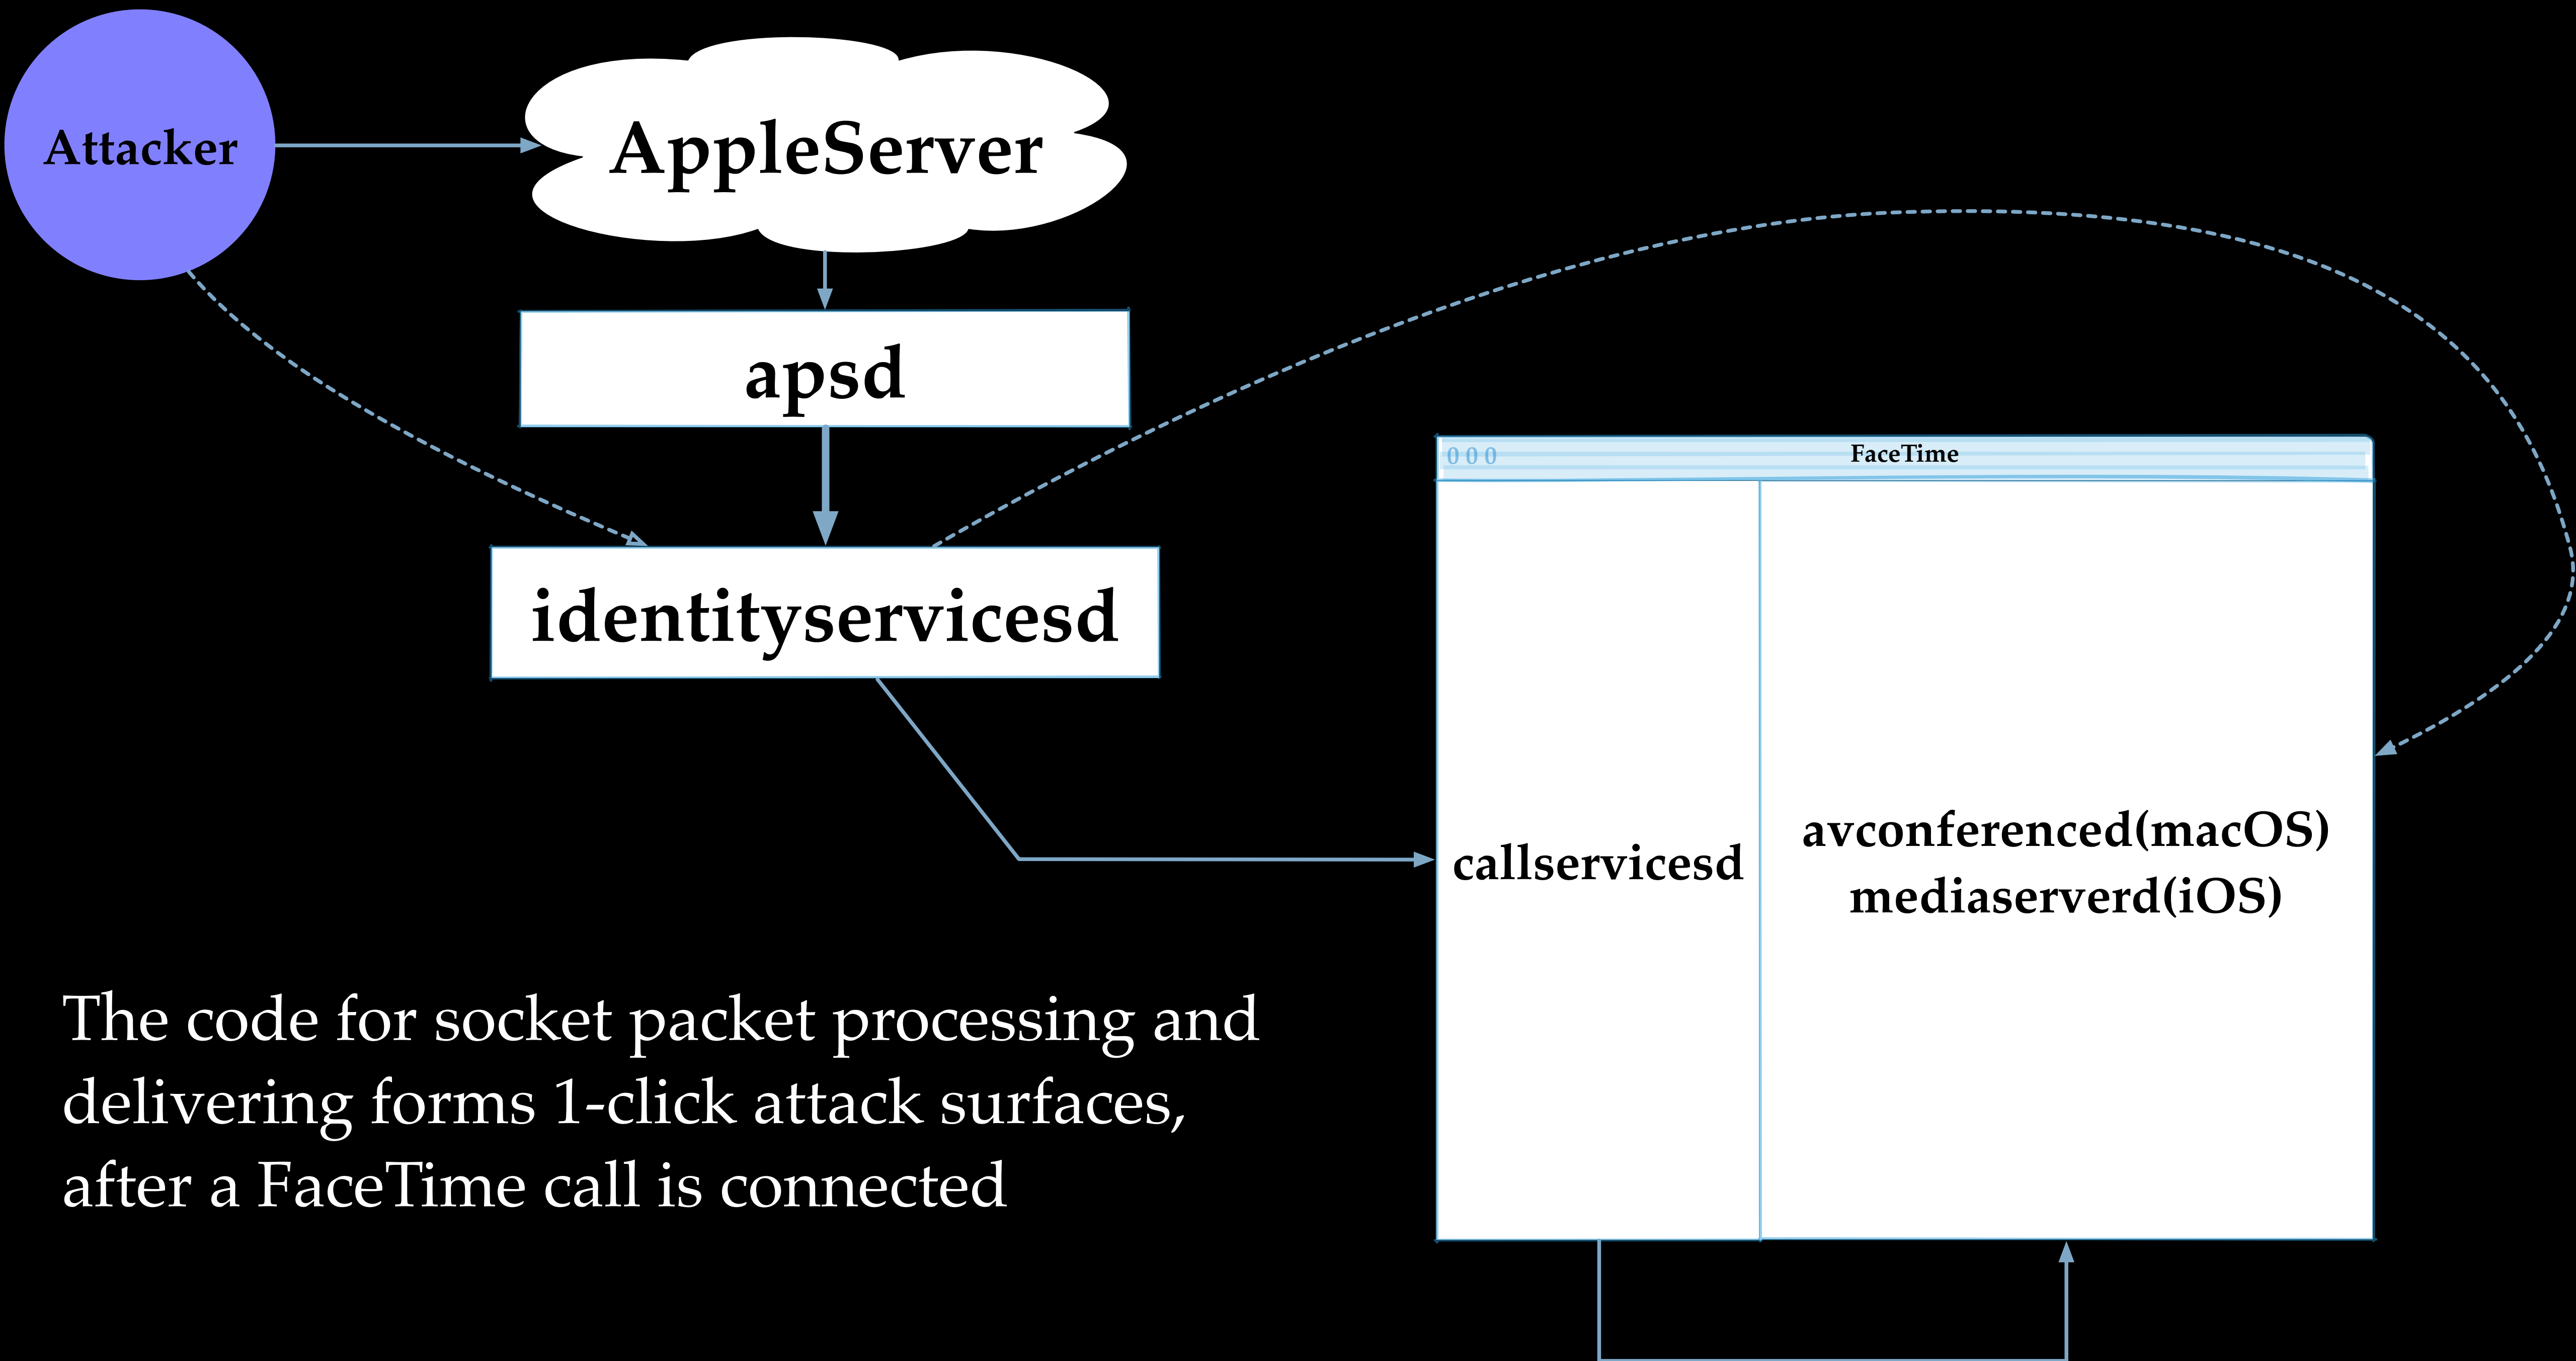 Attacker
AppleServer
apsd
identityservicesd
000
FaceTime
callservicesd
avconferenced(macOS)
mediaserverd(iOS)
The code for socket packet processing and
delivering forms 1-click attack surfaces,
after a FaceTime call is connected